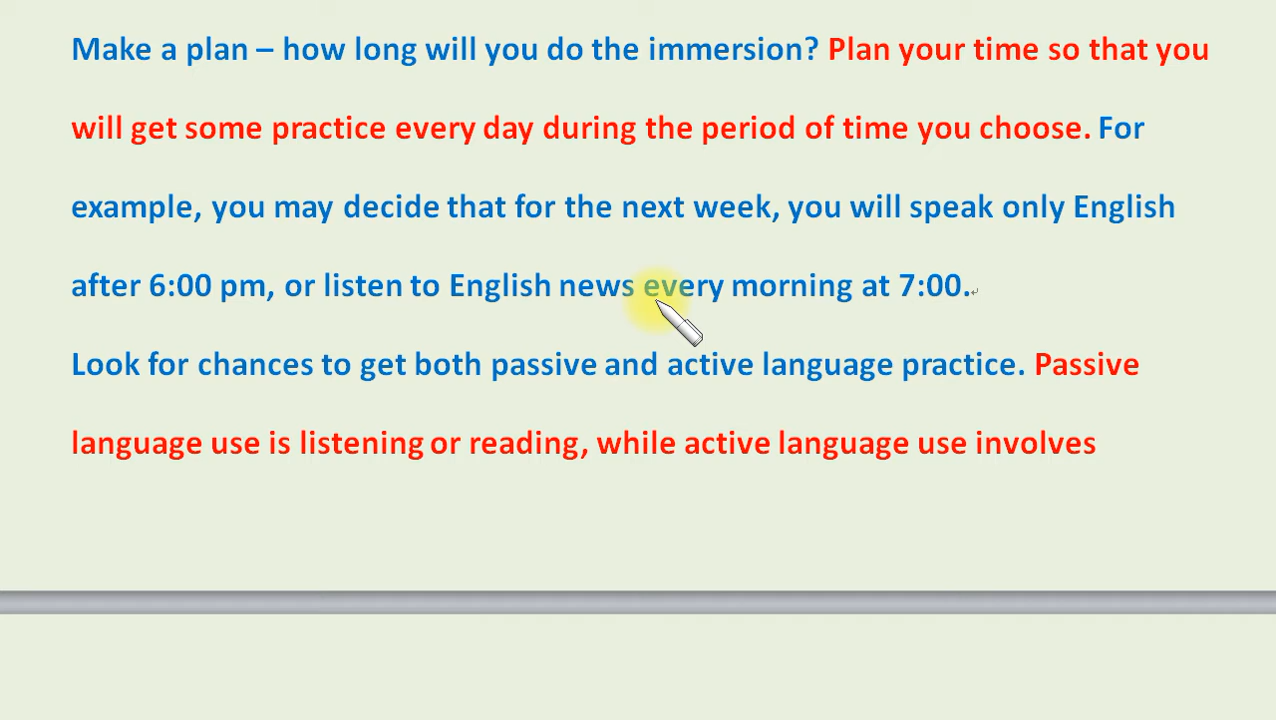 Make a plan – how long will you do the immersion? Plan your time so that you
will get some practice every day during the period of time you choose. For
example, you may decide that for the next week, you will speak only English
after 6:00 pm, or listen to English news every morning at 7:00.
Look for chances to get both passive and active language practice. Passive
language use is listening or reading, while active language use involves